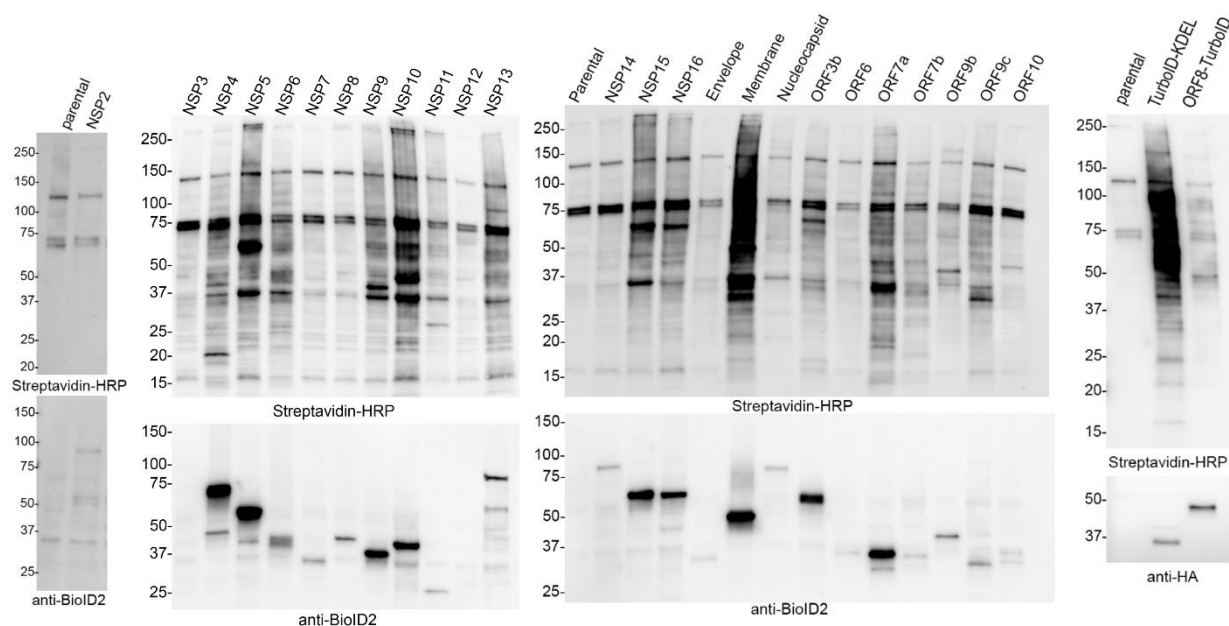 parental
NSP2
250-
150-
100-
75-
50-
37-
25-
20-
Streptavidin-HRP
150-
100-
75-
50-
37-
25-
anti-BioID2
NSP3
NSP4
NSP5
NSP6
NSP7
NSP8
NSP9
NSP10
NSP11
NSP12
NSP13
250-
150-
100-
75-
50-
37-
25-
20-
15-
Streptavidin-HRP
150-
100-
75-
50-
37-
25-
anti-BioID2
Parental
NSP14
NSP15
NSP16
Envelope
Membrane
Nucleocapsid
ORF3b
ORF6
ORF7a
ORF7b
ORF9b
ORF9c
ORF10
250-
150-
100-
75-
50-
37-
25-
20-
15-
Streptavidin-HRP
150-
100-
75-
50-
37-
25-
anti-BioID2
parental
TurboID-KDEL
ORF8-TurboID
250-
150-
100-
75-
50-
37-
25-
20-
15-
Streptavidin-HRP
50-
37-
anti-HA